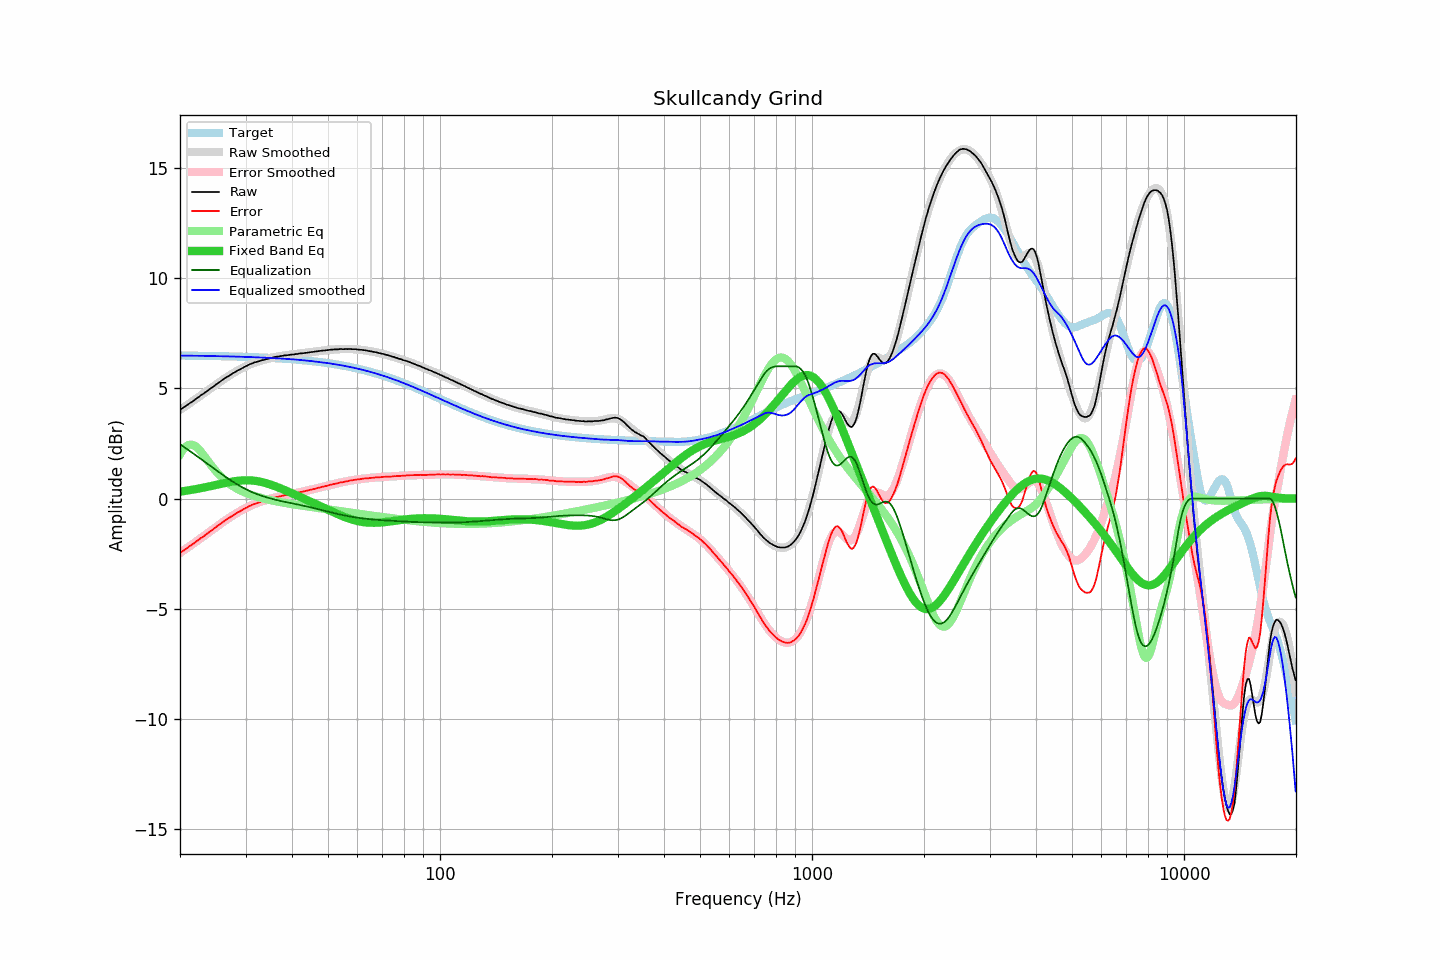 Skullcandy Grind
Target
Raw Smoothed
Error Smoothed
Raw
Error
Parametric Eq
Fixed Band Eq
Equalization
Equalized smoothed
15
10
5
0
−5
−10
−15
Amplitude (dBr)
100
1000
10000
Frequency (Hz)